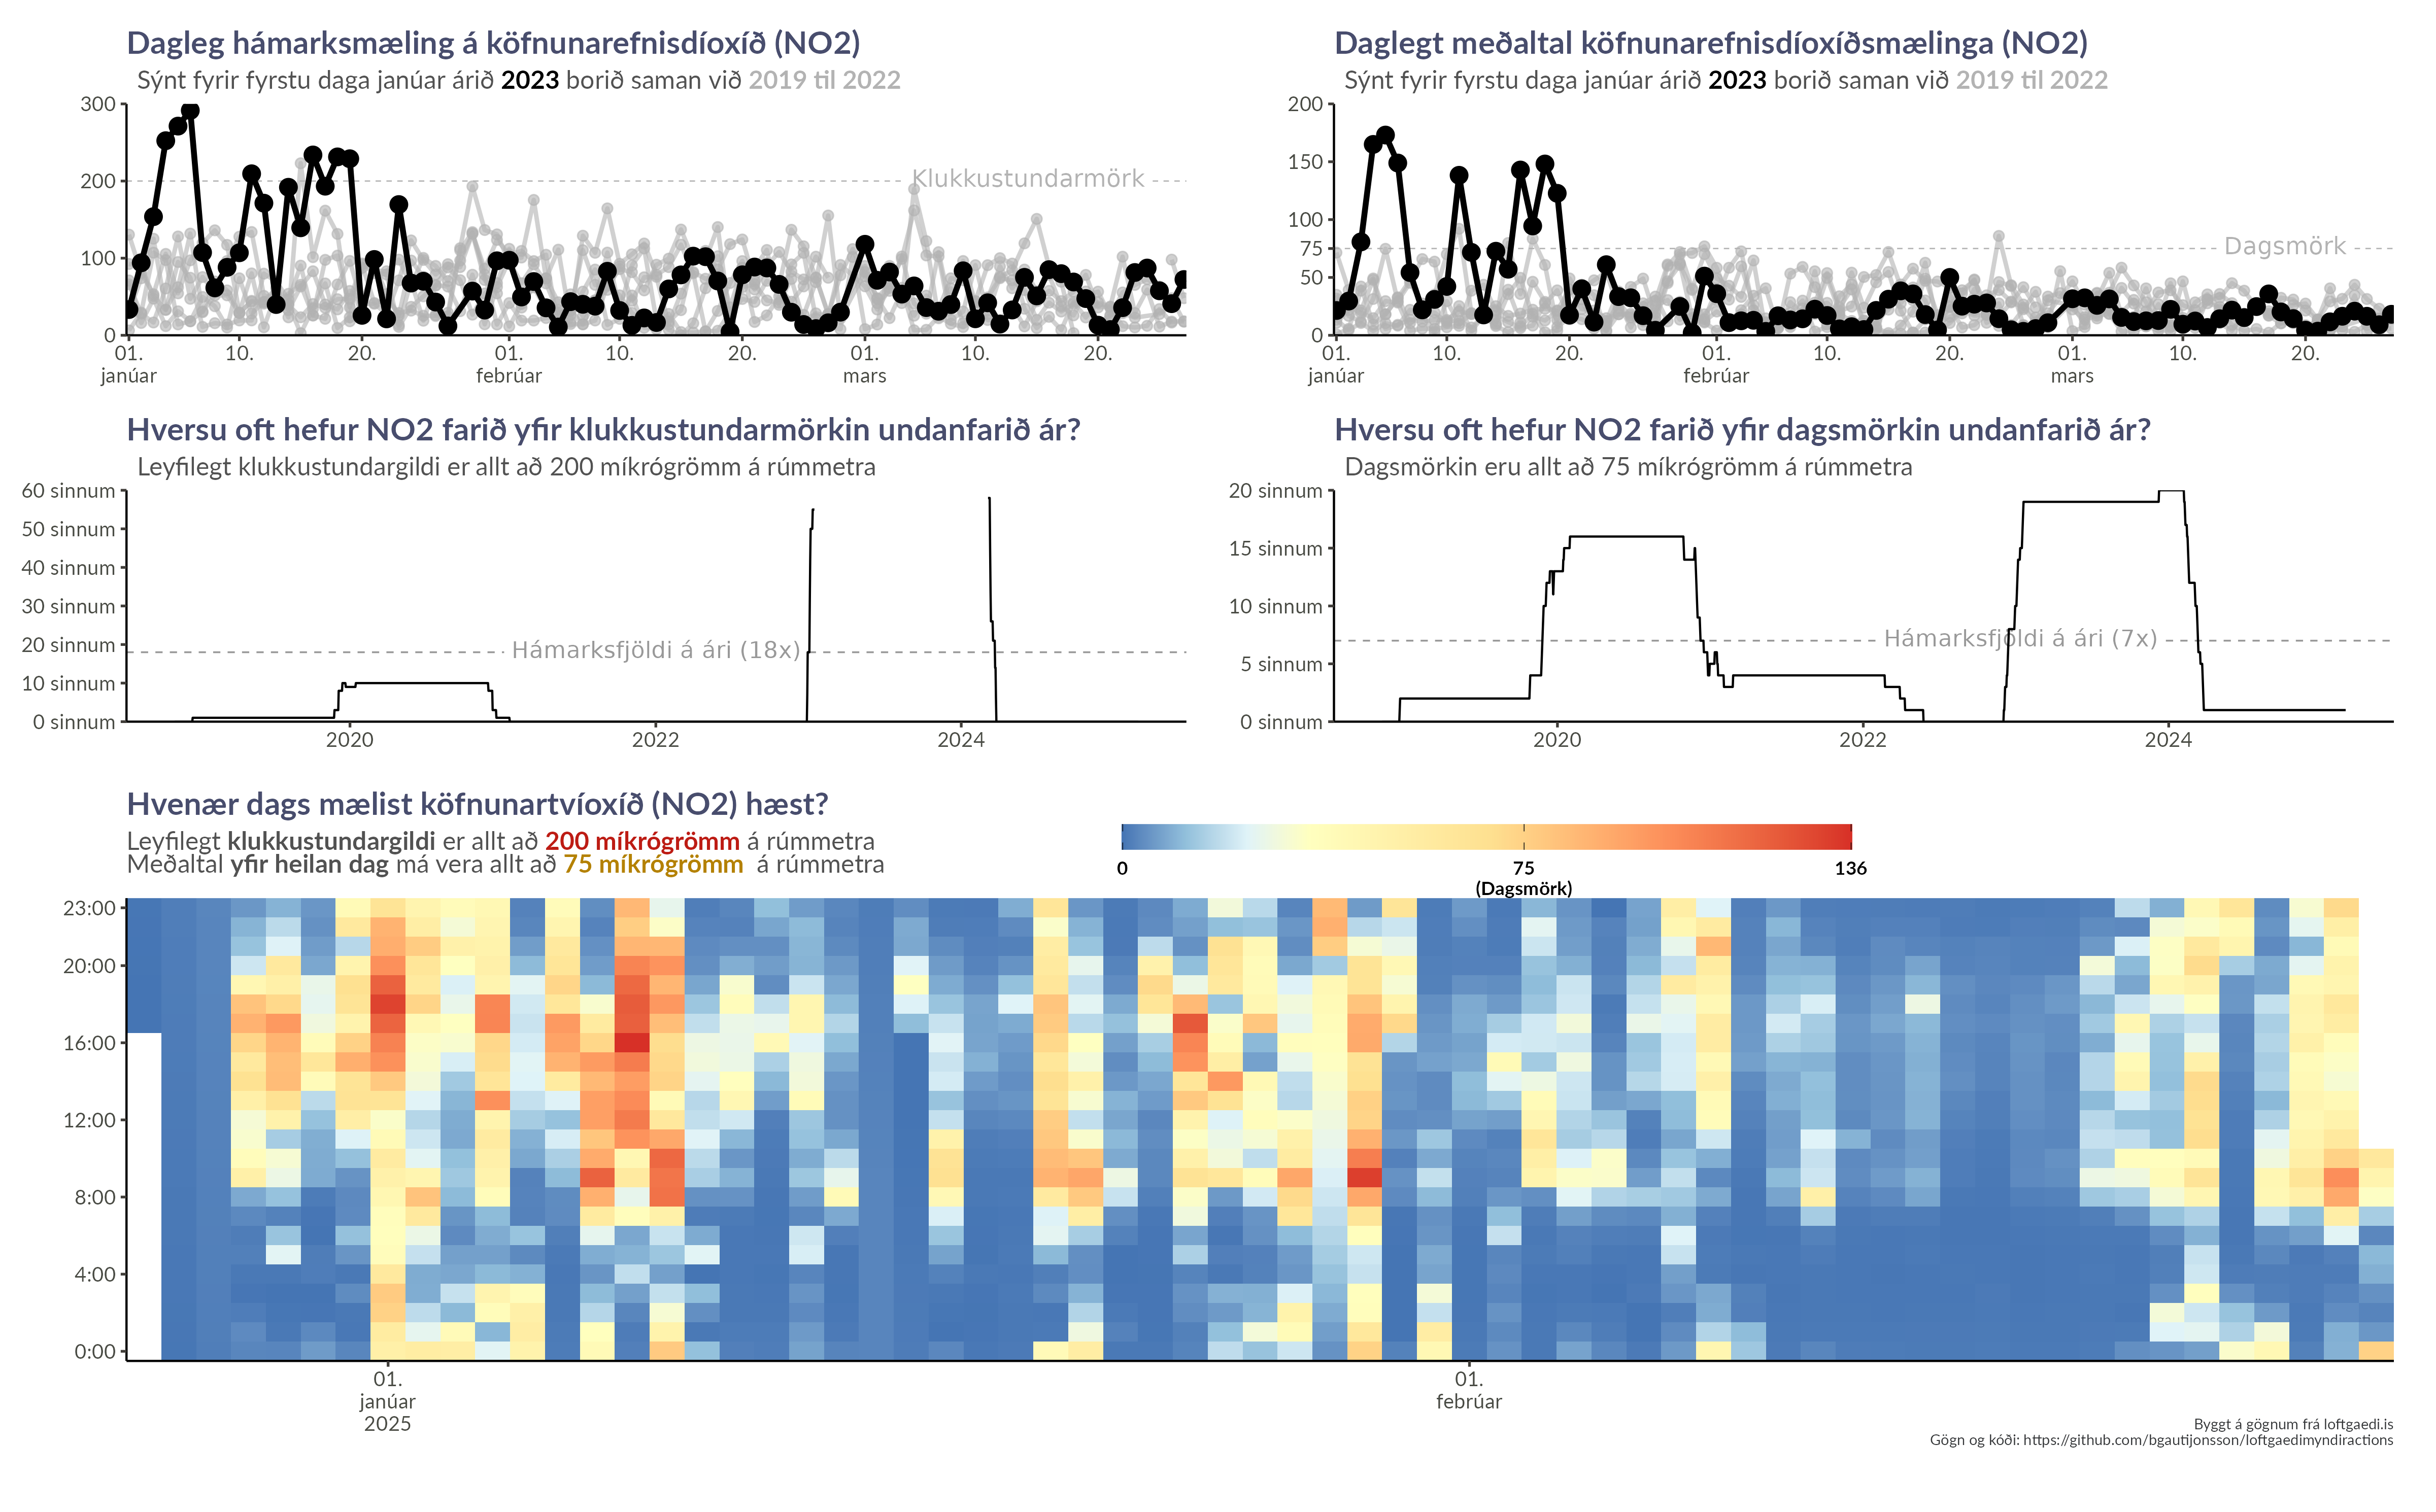 Dagleg hámarksmæling á köfnunarefnisdíoxíð (NO2)
Sýnt fyrir fyrstu daga janúar árið 2023 borið saman við 2019 til 2022
300
200
100
0
Klukkustundarmörk
01. 10. 20. 01. 10. 20. 01. 10. 20.
janúar febrúar mars
Daglegt meðaltal köfnunarefnisdíoxíðsmælinga (NO2)
Sýnt fyrir fyrstu daga janúar árið 2023 borið saman við 2019 til 2022
200
150
100
75
50
0
Dagsmörk
01. 10. 20. 01. 10. 20. 01. 10. 20.
janúar febrúar mars
Hversu oft hefur NO2 farið yfir klukkustundarmörkin undanfarið ár?
Leyfilegt klukkustundargildi er allt að 200 míkrógrömm á rúmmetra
60 sinnum
50 sinnum
40 sinnum
30 sinnum
20 sinnum
10 sinnum
0 sinnum
Hámarksfjöldi á ári (18x)
2020 2022 2024
Hversu oft hefur NO2 farið yfir dagsmörkin undanfarið ár?
Dagsmörkin eru allt að 75 míkrógrömm á rúmmetra
20 sinnum
15 sinnum
10 sinnum
5 sinnum
0 sinnum
Hámarksfjöldi á ári (7x)
2020 2022 2024
Hvenær dags mælist köfnunartvíoxíð (NO2) hæst?
Leyfilegt klukkustundargildi er allt að 200 míkrógrömm á rúmmetra
Meðaltal yfir heilan dag má vera allt að 75 míkrógrömm á rúmmetra
0 75 136
(Dagsmörk)
23:00
20:00
16:00
12:00
8:00
4:00
0:00
01. 01.
janúar febrúar
2025
Byggt á gögnum frá loftgaedi.is
Gögn og kóði: https://github.com/bgautijonsson/loftgaedimyndiractions